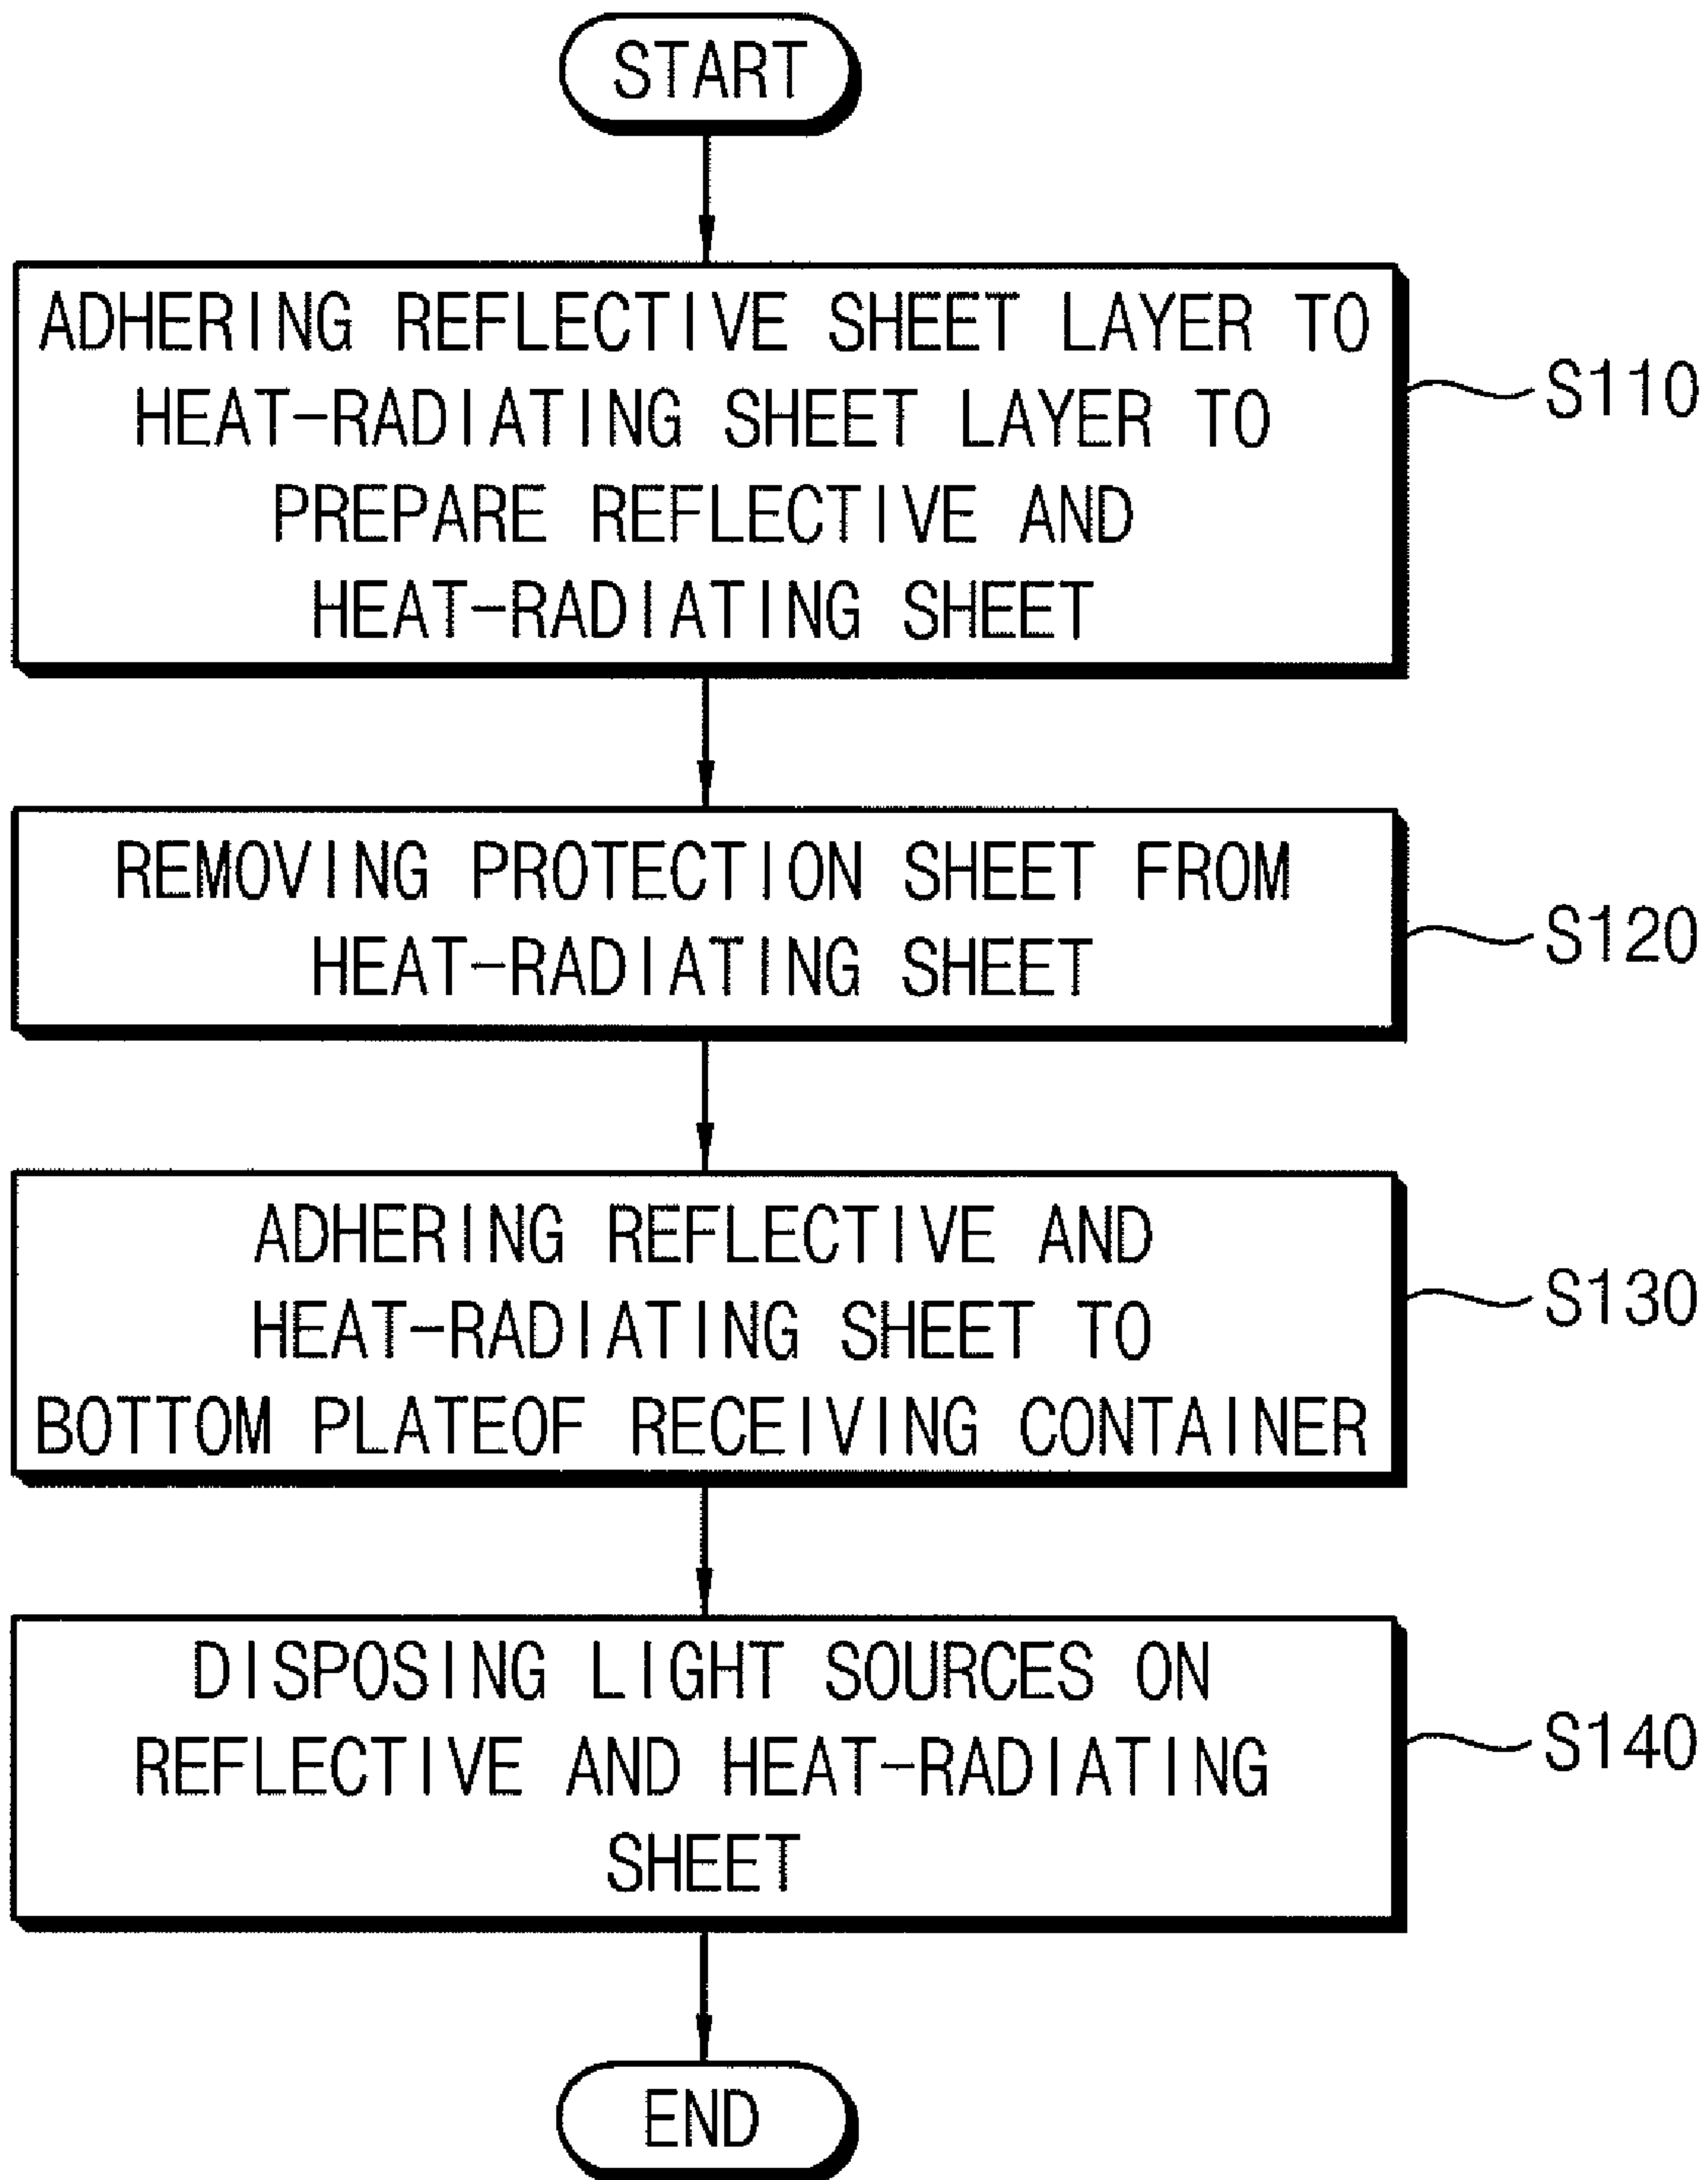 START
ADHERING REFLECTIVE SHEET LAYER TO
HEAT-RADIATING SHEET LAYER TO
PREPARE REFLECTIVE AND
HEAT-RADIATING SHEET
S110
REMOVING PROTECTION SHEET FROM
HEAT-RADIATING SHEET
S120
ADHERING REFLECTIVE AND
HEAT-RADIATING SHEET TO
BOTTOM PLATEOF RECEIVING CONTAINER
S130
DISPOSING LIGHT SOURCES ON
REFLECTIVE AND HEAT-RADIATING
SHEET
S140
END